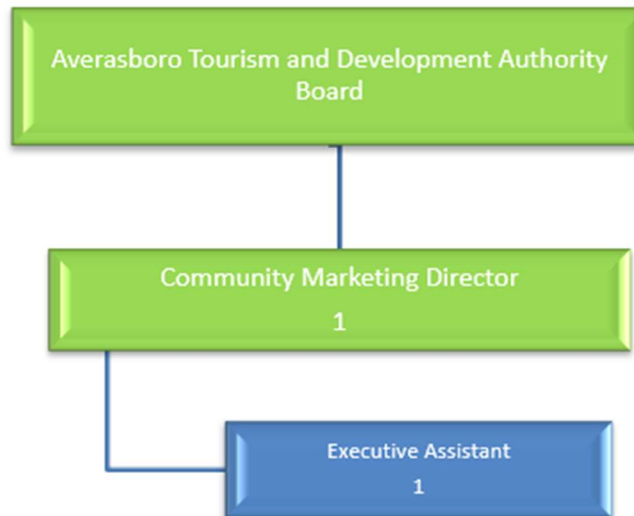 Averasboro Tourism and Development Authority
Board
Community Marketing Director
1
Executive Assistant
1